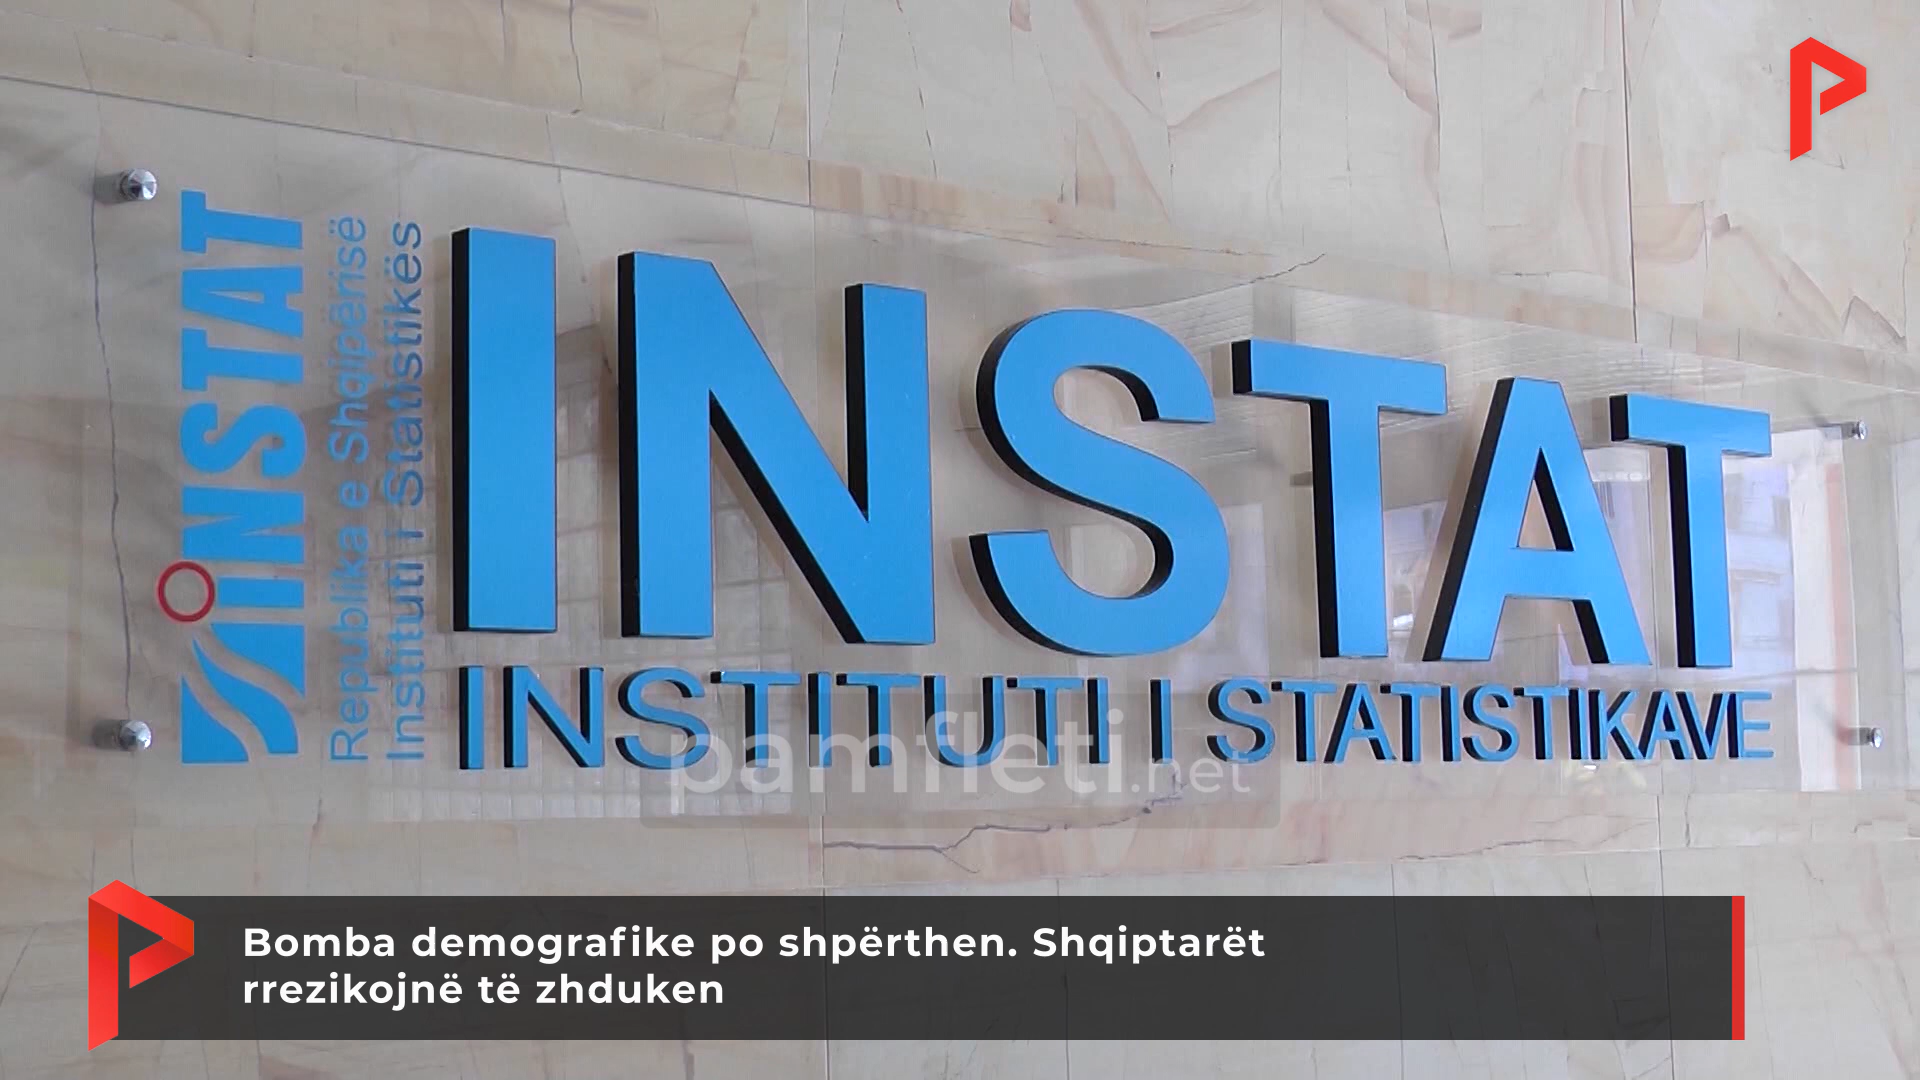 INSTAT
Republika e Shqipërisë
Instituti i Statistikës
INSTAT
INSTITUTI I STATISTIKAVE
pamfleti.net
Bomba demografike po shpërthen. Shqiptarët
rrezikojnë të zhduken